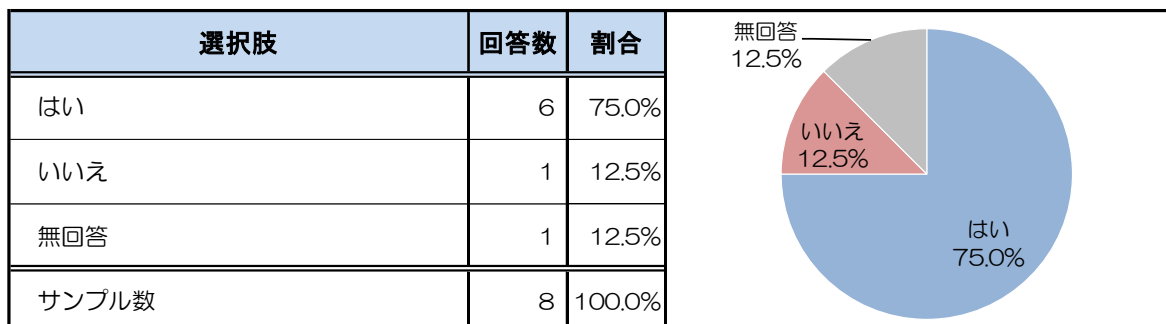 選択肢 回答数 割合
はい 6 75.0%
いいえ 1 12.5%
無回答 1 12.5%
サンプル数 8 100.0%
無回答
12.5%
いいえ
12.5%
はい
75.0%